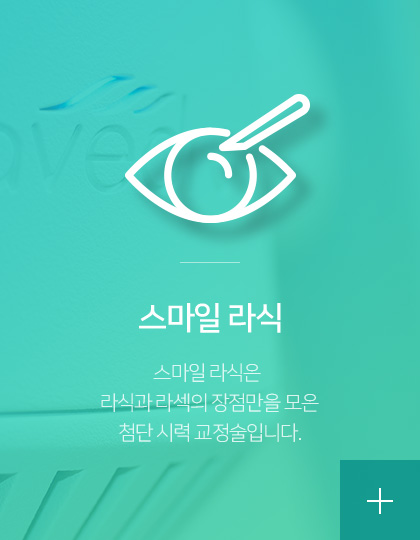 스마일 라식
스마일 라식은
라식과 라섹의 장점만을 모은
첨단 시력 교정술입니다.